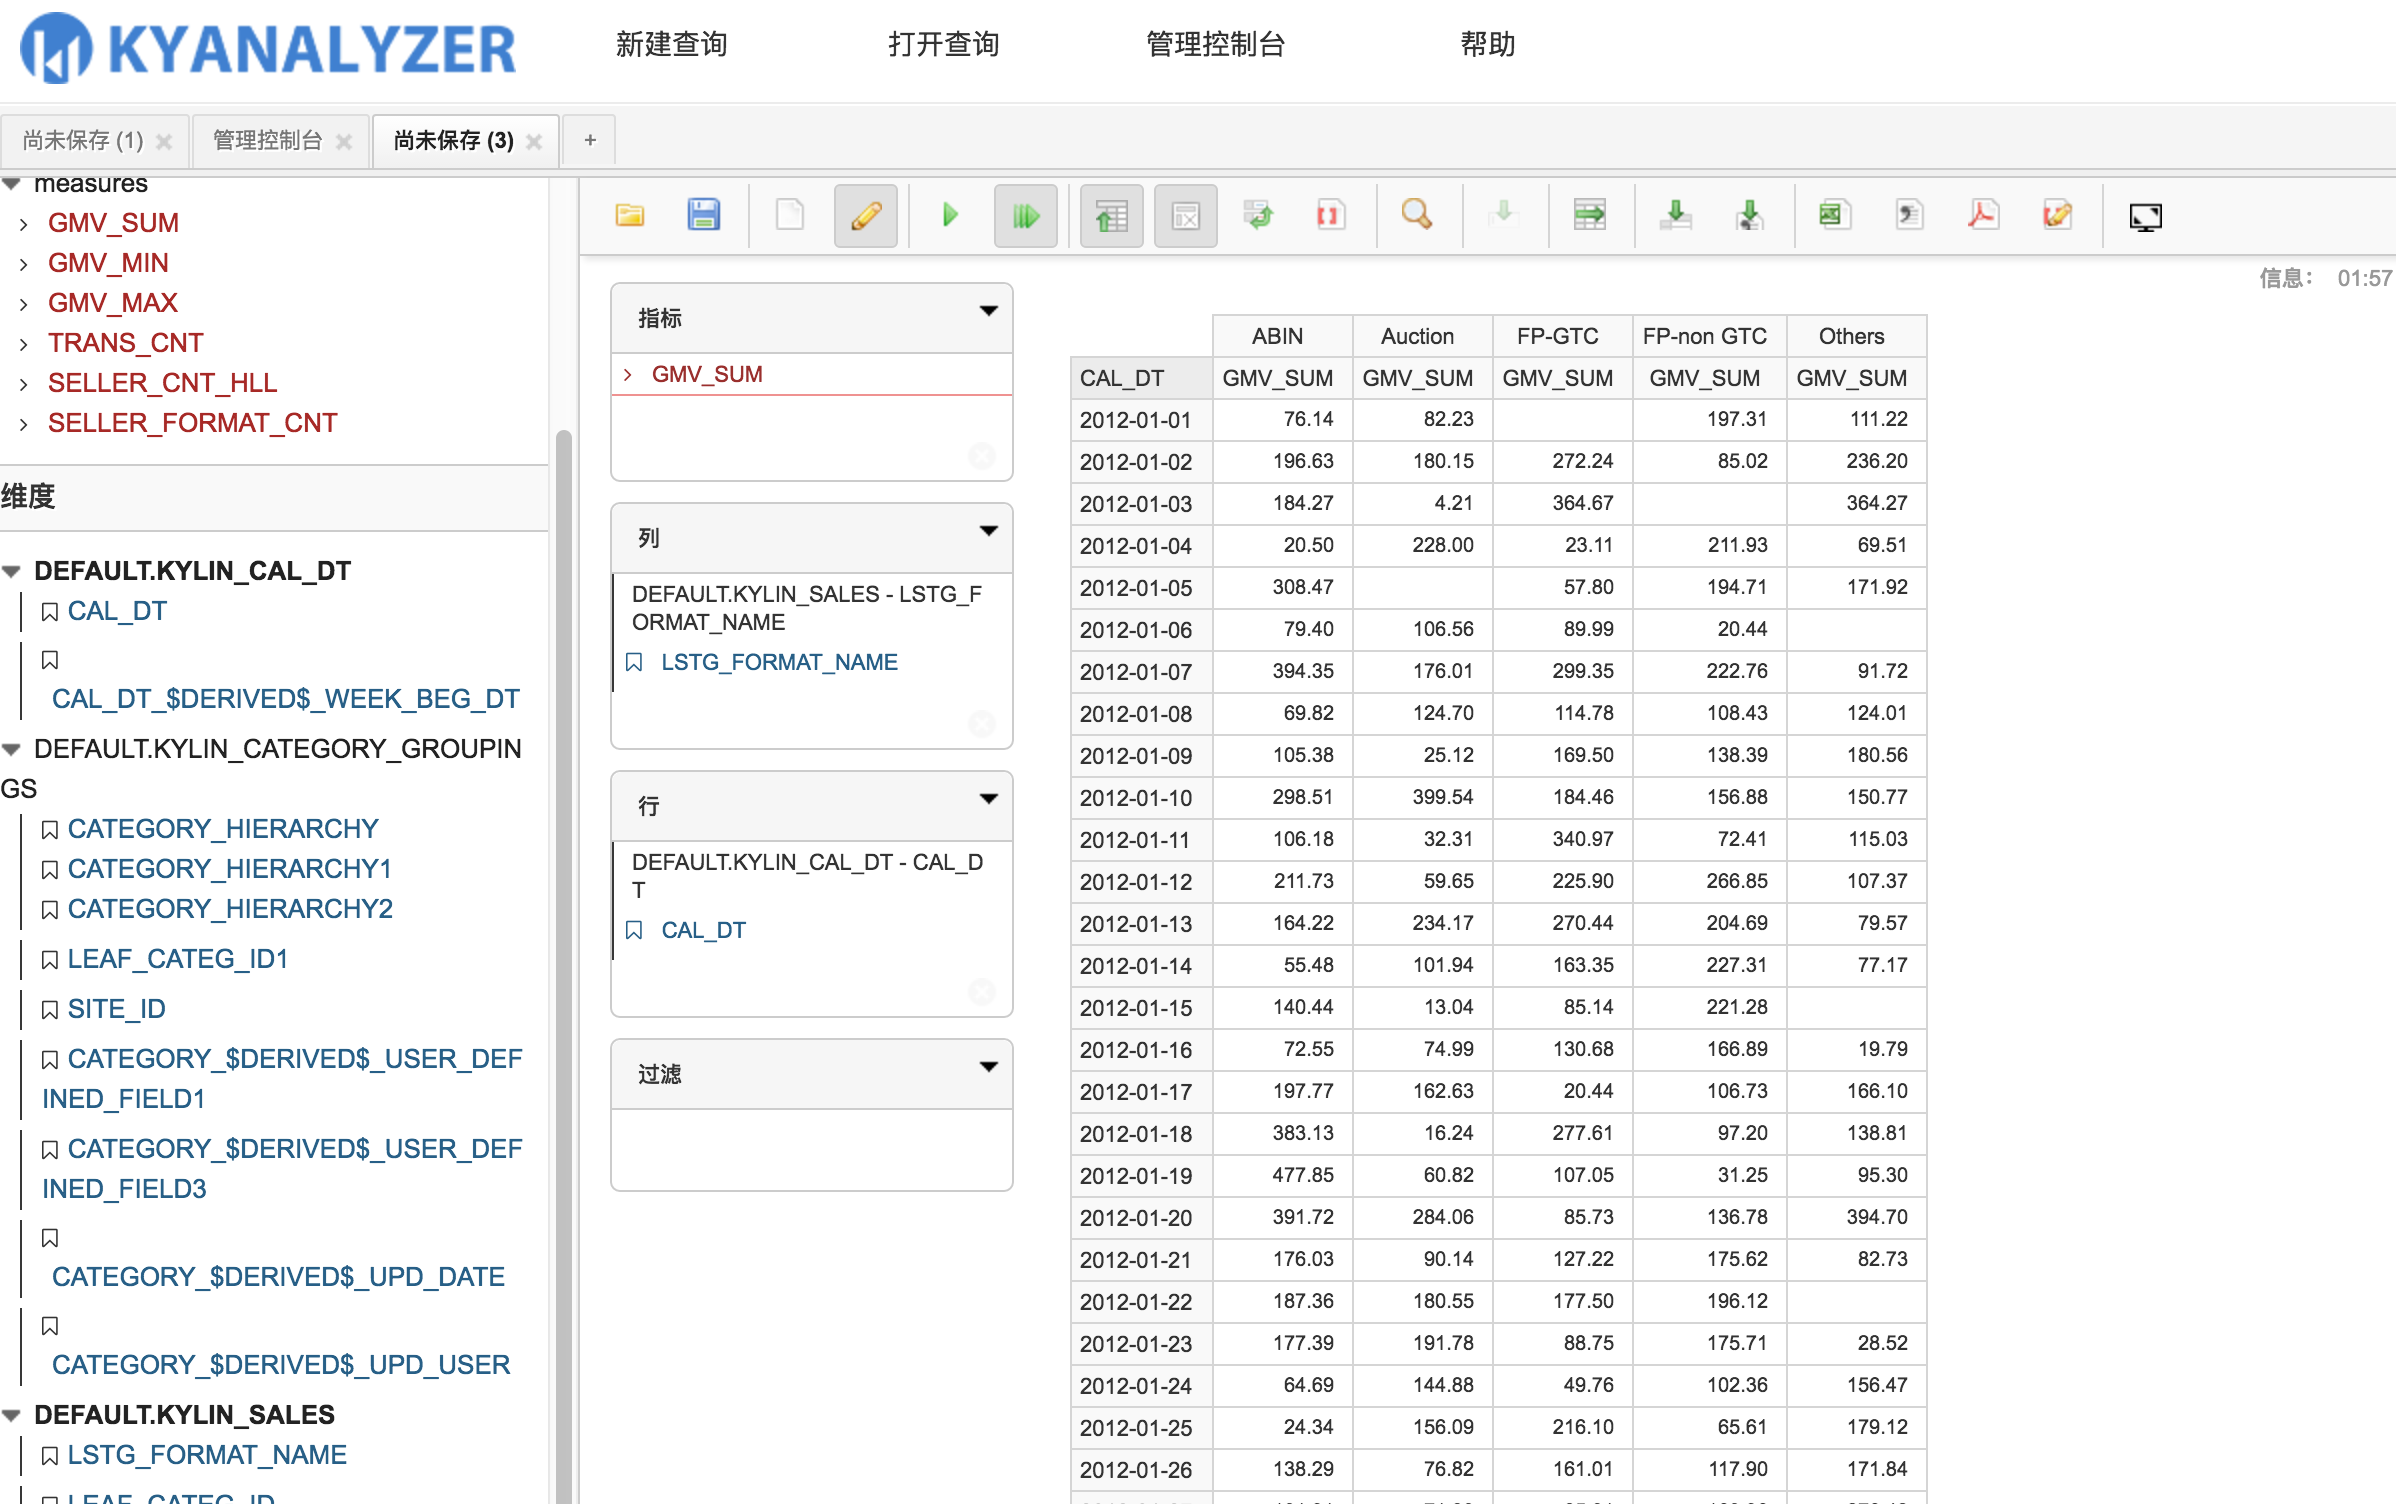 KYANALYZER
新建查询 打开查询 管理控制台 帮助
尚未保存 (1) 管理控制台 尚未保存 (3) +
measures
GMV_SUM
GMV_MIN
GMV_MAX
TRANS_CNT
SELLER_CNT_HLL
SELLER_FORMAT_CNT
维度
DEFAULT.KYLIN_CAL_DT
CAL_DT
CAL_DT_$DERIVED$_WEEK_BEG_DT
DEFAULT.KYLIN_CATEGORY_GROUPIN
GS
CATEGORY_HIERARCHY
CATEGORY_HIERARCHY1
CATEGORY_HIERARCHY2
LEAF_CATEG_ID1
SITE_ID
CATEGORY_$DERIVED$_USER_DEF
INED_FIELD1
CATEGORY_$DERIVED$_USER_DEF
INED_FIELD3
CATEGORY_$DERIVED$_UPD_DATE
CATEGORY_$DERIVED$_UPD_USER
DEFAULT.KYLIN_SALES
LSTG_FORMAT_NAME
LEAF_CATEG_ID
指标
GMV_SUM
列
DEFAULT.KYLIN_SALES - LSTG_F
ORMAT_NAME
LSTG_FORMAT_NAME
行
DEFAULT.KYLIN_CAL_DT - CAL_D
T
CAL_DT
过滤
信息： 01:57
ABIN Auction FP-GTC FP-non GTC Others
CAL_DT GMV_SUM GMV_SUM GMV_SUM GMV_SUM GMV_SUM
2012-01-01 76.14 82.23 197.31 111.22
2012-01-02 196.63 180.15 272.24 85.02 236.20
2012-01-03 184.27 4.21 364.67 364.27
2012-01-04 20.50 228.00 23.11 211.93 69.51
2012-01-05 308.47 57.80 194.71 171.92
2012-01-06 79.40 106.56 89.99 20.44
2012-01-07 394.35 176.01 299.35 222.76 91.72
2012-01-08 69.82 124.70 114.78 108.43 124.01
2012-01-09 105.38 25.12 169.50 138.39 180.56
2012-01-10 298.51 399.54 184.46 156.88 150.77
2012-01-11 106.18 32.31 340.97 72.41 115.03
2012-01-12 211.73 59.65 225.90 266.85 107.37
2012-01-13 164.22 234.17 270.44 204.69 79.57
2012-01-14 55.48 101.94 163.35 227.31 77.17
2012-01-15 140.44 13.04 85.14 221.28
2012-01-16 72.55 74.99 130.68 166.89 19.79
2012-01-17 197.77 162.63 20.44 106.73 166.10
2012-01-18 383.13 16.24 277.61 97.20 138.81
2012-01-19 477.85 60.82 107.05 31.25 95.30
2012-01-20 391.72 284.06 85.73 136.78 394.70
2012-01-21 176.03 90.14 127.22 175.62 82.73
2012-01-22 187.36 180.55 177.50 196.12
2012-01-23 177.39 191.78 88.75 175.71 28.52
2012-01-24 64.69 144.88 49.76 102.36 156.47
2012-01-25 24.34 156.09 216.10 65.61 179.12
2012-01-26 138.29 76.82 161.01 117.90 171.84